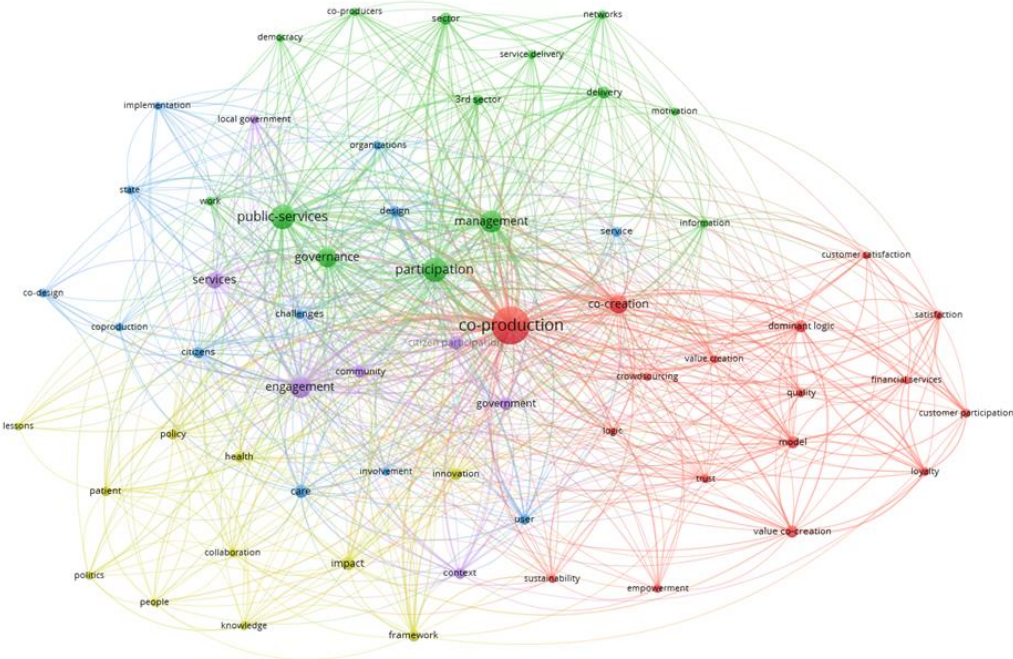 co-producers
sector
networks
democracy
service delivery
3rd sector
delivery
implementation
local government
motivation
organizations
state
work
public-services
design
management
information
service
governance
participation
customer satisfaction
services
co-design
co-creation
challenges
satisfaction
coproduction
co-production
dominant logic
citizen participation
citizens
value creation
community
crowdsourcing
financial services
engagement
quality
government
customer participation
lessons
policy
logic
model
health
involvement
innovation
trust
loyalty
patient
care
user
value co-creation
collaboration
impact
context
sustainability
politics
empowerment
people
knowledge
framework